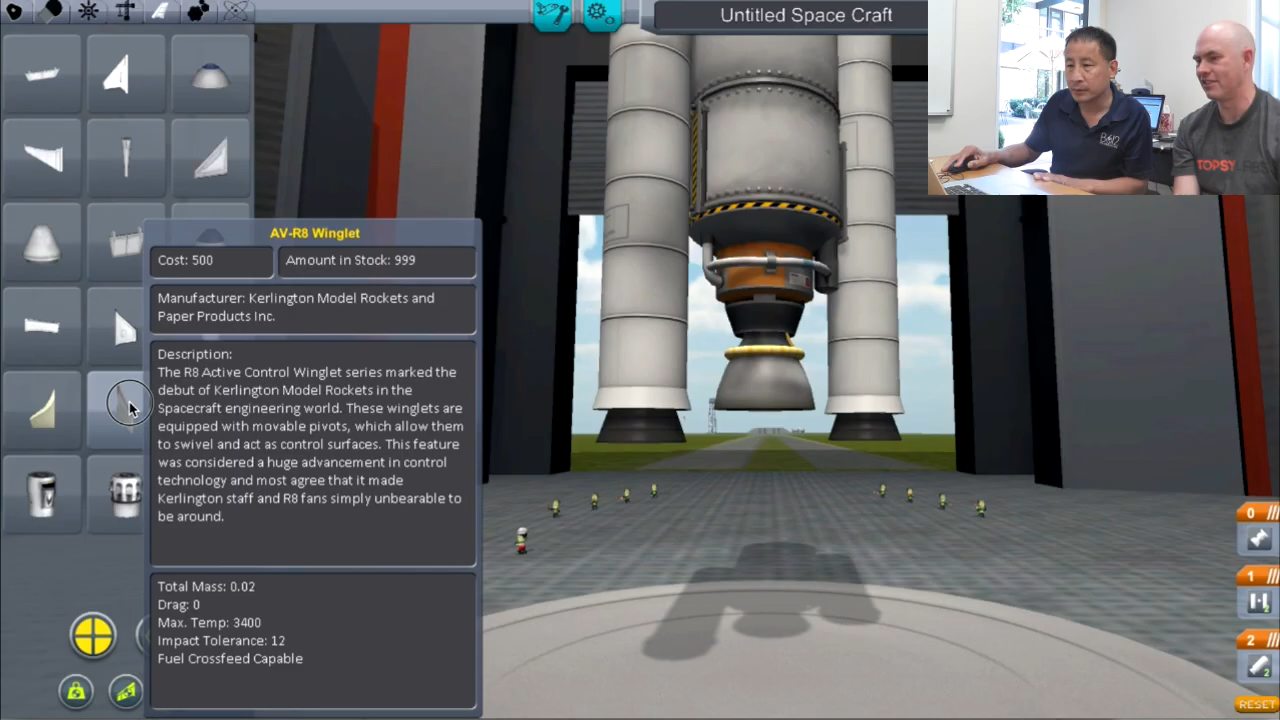 Untitled Space Craft
B612
TOPSY
AV-R8 Winglet
Cost: 500
Amount in Stock: 999
Manufacturer: Kerlington Model Rockets and
Paper Products Inc.
Description:
The R8 Active Control Winglet series marked the
debut of Kerlington Model Rockets in the
Spacecraft engineering world. These winglets are
equipped with movable pivots, which allow them
to swivel and act as control surfaces. This feature
was considered a huge advancement in control
technology and most agree that it made
Kerlington staff and R8 fans simply unbearable to
be around.
Total Mass: 0.02
Drag: 0
Max. Temp: 3400
Impact Tolerance: 12
Fuel Crossfeed Capable
0
1
2
2
2
RESET